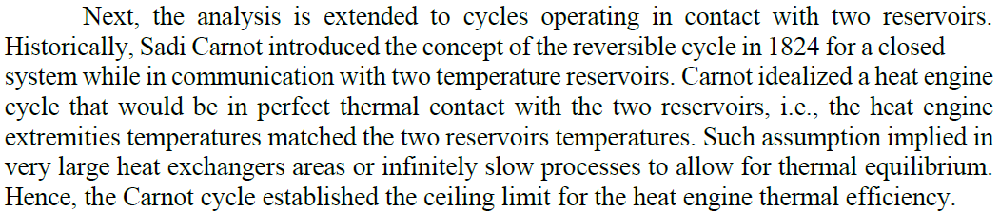 Next, the analysis is extended to cycles operating in contact with two reservoirs.
Historically, Sadi Carnot introduced the concept of the reversible cycle in 1824 for a closed
system while in communication with two temperature reservoirs. Carnot idealized a heat engine
cycle that would be in perfect thermal contact with the two reservoirs, i.e., the heat engine
extremities temperatures matched the two reservoirs temperatures. Such assumption implied in
very large heat exchangers areas or infinitely slow processes to allow for thermal equilibrium.
Hence, the Carnot cycle established the ceiling limit for the heat engine thermal efficiency.